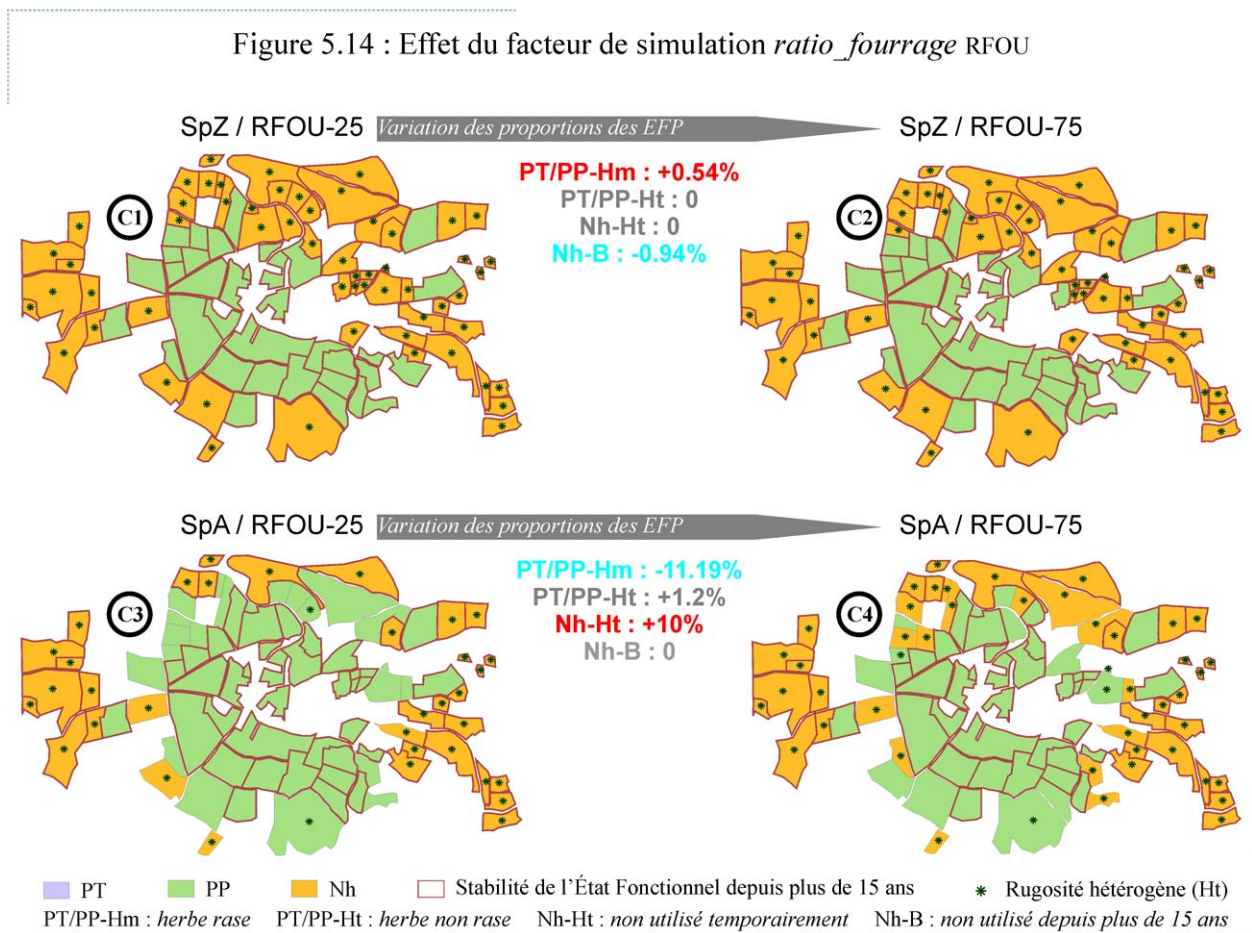 Figure 5.14 : Effet du facteur de simulation ratio_fourrage RFOU
SpZ / RFOU-25 Variation des proportions des EFP SpZ / RFOU-75
PT/PP-Hm : +0.54%
PT/PP-Ht : 0
Nh-Ht : 0
Nh-B : -0.94%
C1 C2
SpA / RFOU-25 Variation des proportions des EFP SpA / RFOU-75
PT/PP-Hm : -11.19%
PT/PP-Ht : +1.2%
Nh-Ht : +10%
Nh-B : 0
C3 C4
PT PP Nh Stabilité de l’État Fonctionnel depuis plus de 15 ans * Rugosité hétérogène (Ht)
PT/PP-Hm : herbe rase PT/PP-Ht : herbe non rase Nh-Ht : non utilisé temporairement Nh-B : non utilisé depuis plus de 15 ans